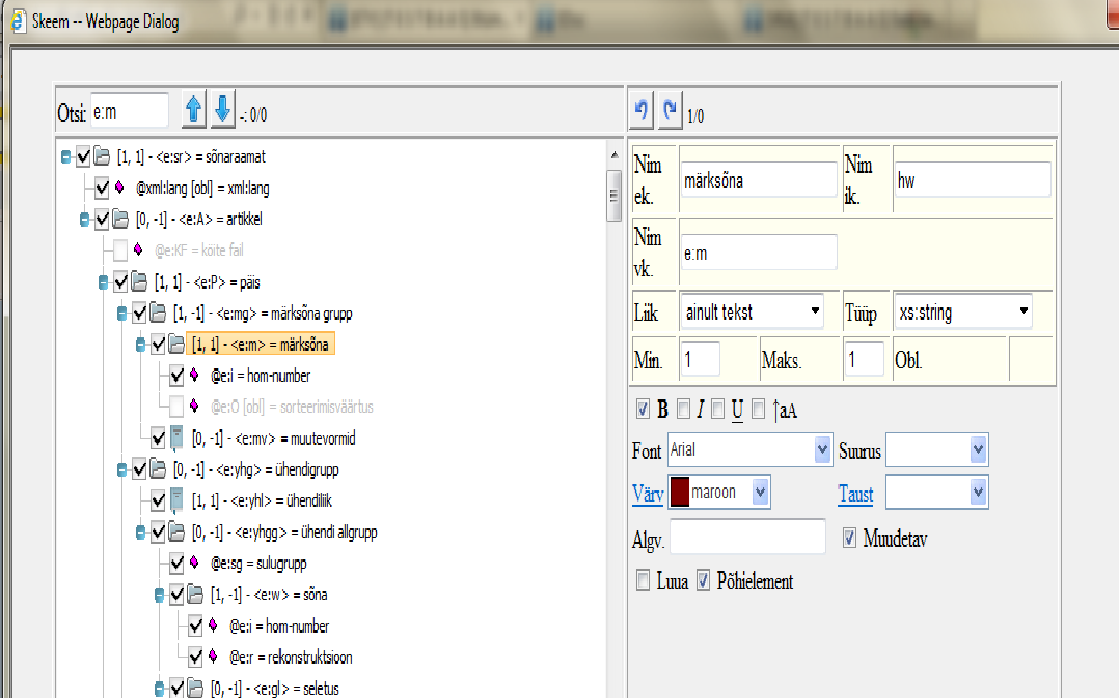 Skeem -- Webpage Dialog
Otsi: e:m -: 0/0
1/0
[1, 1] - <e:sr> = sõnaraamat
@xml:lang [obl] = xml:lang
[0, -1] - <e:A> = artikkel
@e:KF = köite fail
[1, 1] - <e:P> = päis
[1, -1] - <e:mg> = märksõna grupp
[1, 1] - <e:m> = märksõna
@e:i = hom-number
@e:O [obl] = sorteerimisväärtus
[0, -1] - <e:mv> = muutevormid
[0, -1] - <e:yhg> = ühendigrupp
[1, 1] - <e:yhl> = ühendiliik
[0, -1] - <e:yhgg> = ühendi allgrupp
@e:sg = sulugrupp
[1, -1] - <e:w> = sõna
@e:i = hom-number
@e:r = rekonstruktsioon
[0, -1] - <e:gl> = seletus
Nim ek. märksõna Nim ik. hw
Nim vk. e:m
Liik ainult tekst Tüüp xs:string
Min. 1 Maks. 1 Obl.
B I U ↑aA
Font Arial Suurus
Värv maroon Taust
Algv. Muudetav
Luua Põhielement